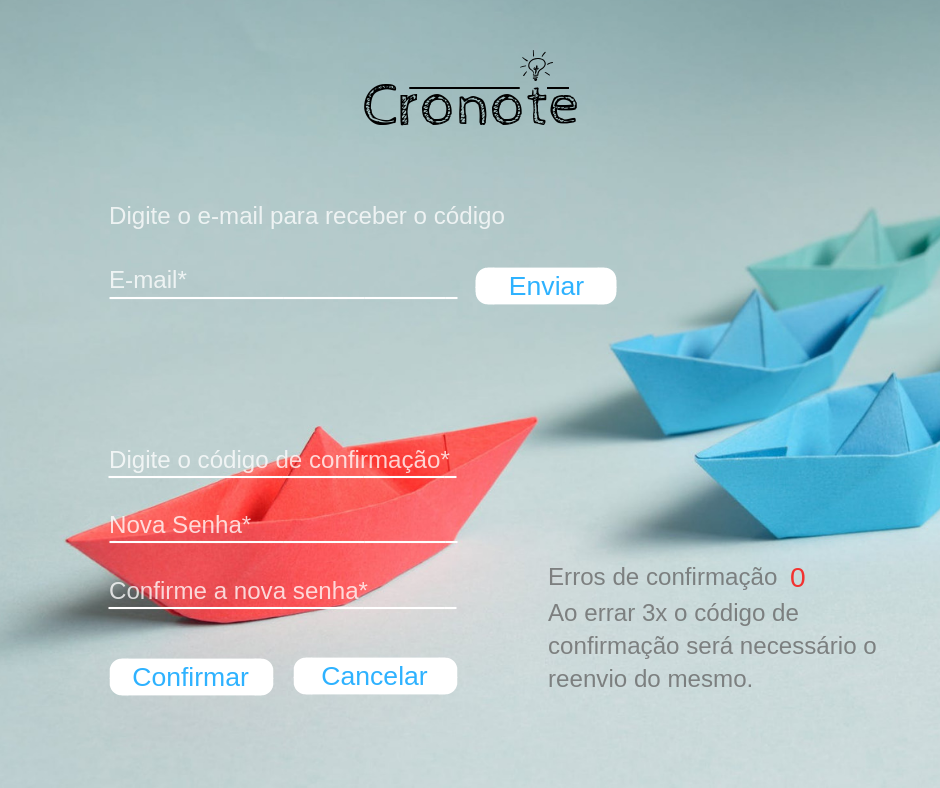 Cronote
Digite o e-mail para receber o código
E-mail*
Enviar
Digite o código de confirmação*
Nova Senha*
Confirme a nova senha*
Confirmar
Cancelar
Erros de confirmação 0
Ao errar 3x o código de
confirmação será necessário o
reenvio do mesmo.